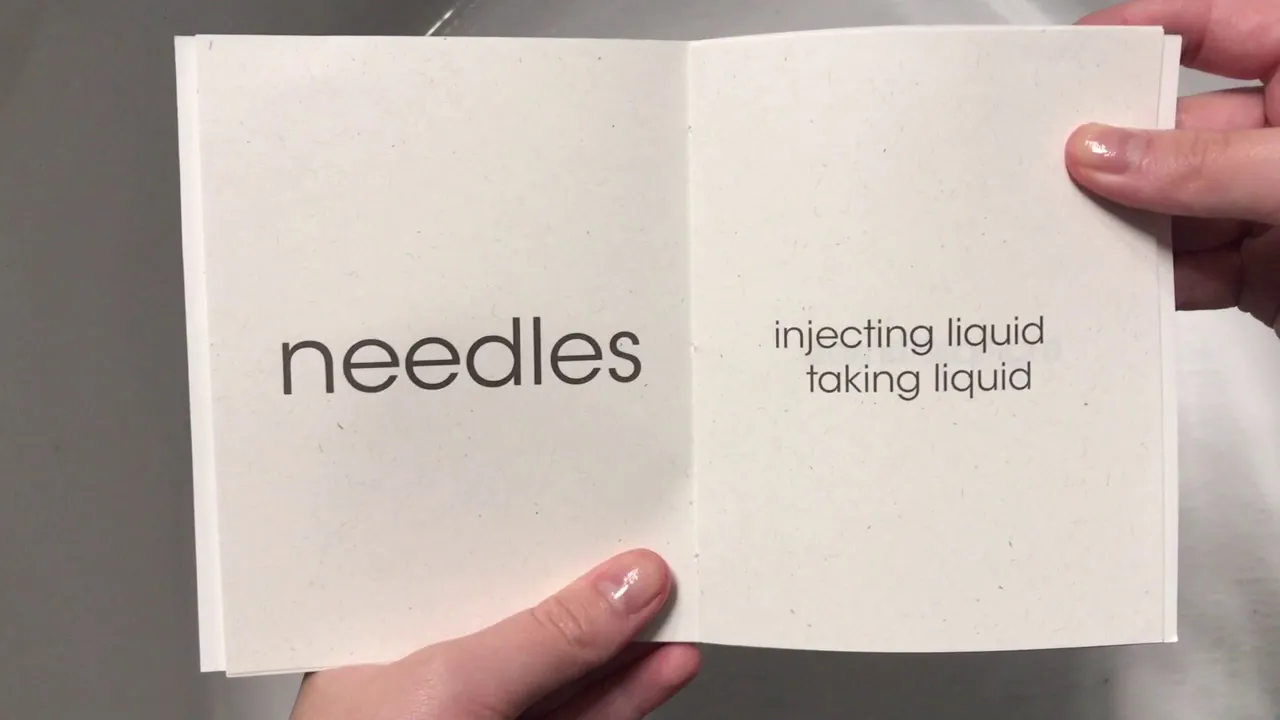 needles
injecting liquid
taking liquid